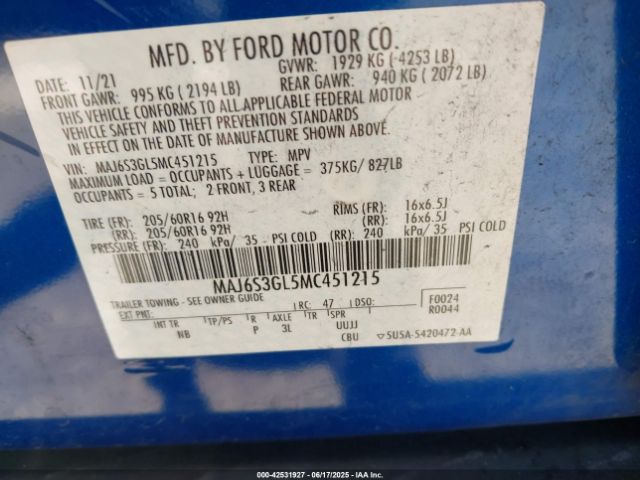 MFD. BY FORD MOTOR CO.
DATE: 11/21 GVWR: 1929 KG (-4253 LB)
FRONT GAWR: 995 KG ( 2194 LB) REAR GAWR: 940 KG ( 2072 LB)
THIS VEHICLE CONFORMS TO ALL APPLICABLE FEDERAL MOTOR
VEHICLE SAFETY AND THEFT PREVENTION STANDARDS
IN EFFECT ON THE DATE OF MANUFACTURE SHOWN ABOVE.
VIN: MAJ6S3GL5MC451215 TYPE: MPV
MAXIMUM LOAD = OCCUPANTS + LUGGAGE = 375KG/ 827LB
OCCUPANTS = 5 TOTAL; 2 FRONT, 3 REAR
TIRE (FR): 205/60R16 92H RIMS (FR): 16x6.5J
(RR): 205/60R16 92H (RR): 16x6.5J
PRESSURE (FR): 240 kPa/ 35 PSI COLD (RR): 240 kPa/ 35 PSI COLD
MAJ6S3GL5MC451215
TRAILER TOWING - SEE OWNER GUIDE
EXT PNT: RC: 47 DSO: F0024
R0044
INT TR TP/PS R AXLE TR SPR
NB P 3L UUJJ
CBU SU5A-5420472-AA
000-42531927 - 06/17/2025 - © IAA Holdings, LLC